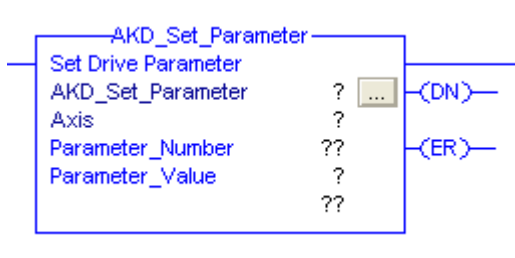 AKD_Set_Parameter
Set Drive Parameter
AKD_Set_Parameter ? ... (DN)
Axis ?
Parameter_Number ?? (ER)
Parameter_Value ?
??